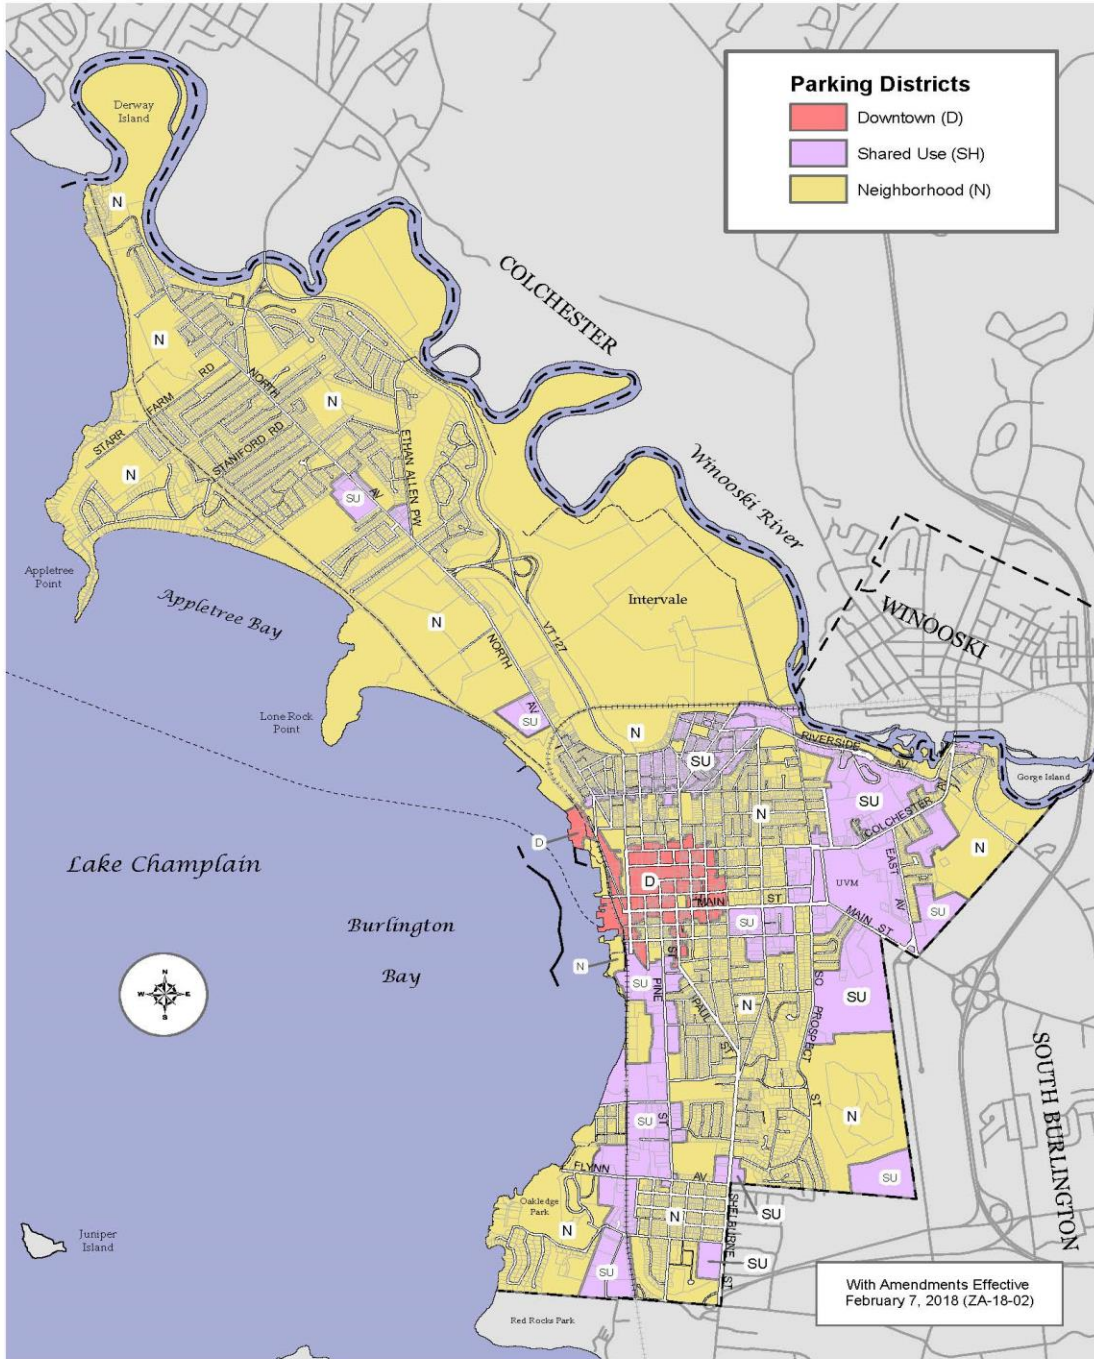 Parking Districts
Downtown (D)
Shared Use (SH)
Neighborhood (N)
Derway
Island
N
COLCHESTER
N
NORTH
STARR FARM RD
N
STANIFORD RD
N
ETHAN ALLEN PW
SU
AV
Winooski River
Appletree
Point
Appletree Bay
Intervale
WINOOSKI
N
VT 127
NORTH
AV
SU
Lone Rock
Point
N
SU
RIVERSIDE
AV
Gorge Island
N
SU
COLCHESTER AV
D
N
Lake Champlain
D
EAST
AV
UVM
MAIN ST
SU
MAIN ST
SU
Burlington
Bay
N
SU
ST
PINE
ST
PAUL
ST
N
SO PROSPECT
ST
SU
N
S
W
E
SOUTH BURLINGTON
N
SU
SU
FLYNN
AV
Oakledge
Park
N
N
SHELBURNE
ST
SU
SU
SU
Juniper
Island
With Amendments Effective
February 7, 2018 (ZA-18-02)
Red Rocks Park